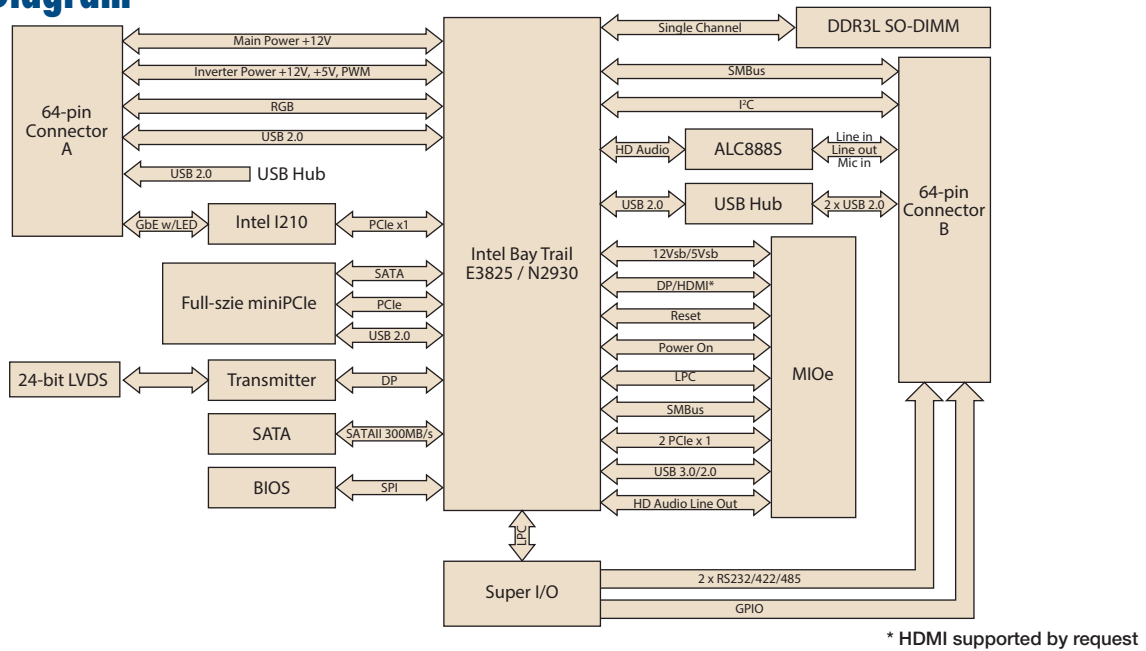 Diagram
64-pin
Connector
A
Main Power +12V
Inverter Power +12V, +5V, PWM
RGB
USB 2.0
USB 2.0
USB Hub
GbE w/LED
Intel I210
PCIe x1
Full-szie miniPCIe
SATA
PCIe
USB 2.0
24-bit LVDS
Transmitter
DP
SATA
SATAII 300MB/s
BIOS
SPI
Intel Bay Trail
E3825 / N2930
Single Channel
DDR3L SO-DIMM
SMBus
I²C
HD Audio
ALC888S
Line in
Line out
Mic in
USB 2.0
USB Hub
2 x USB 2.0
64-pin
Connector
B
12Vsb/5Vsb
DP/HDMI*
Reset
Power On
LPC
SMBus
2 PCIe x 1
USB 3.0/2.0
HD Audio Line Out
MIOe
LPC
Super I/O
2 x RS232/422/485
GPIO
* HDMI supported by request